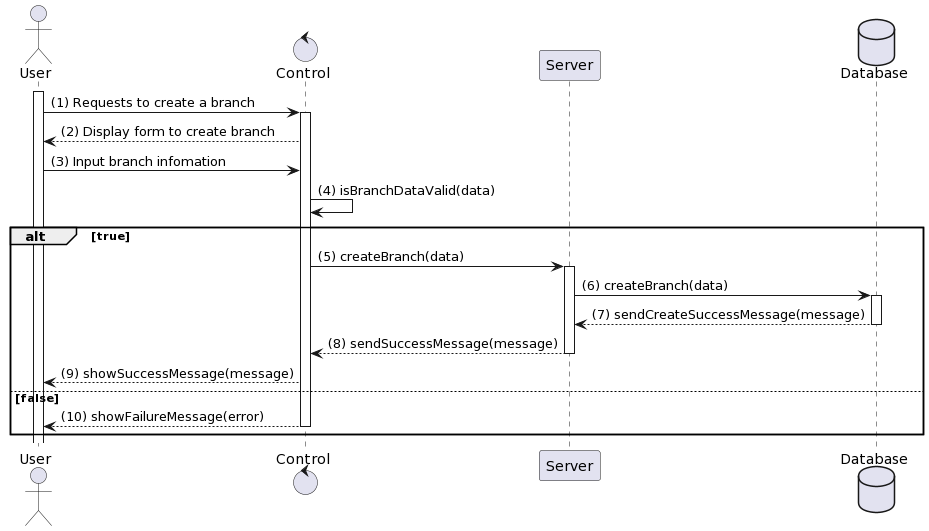 User
Control
Server
Database
(1) Requests to create a branch
(2) Display form to create branch
(3) Input branch infomation
(4) isBranchDataValid(data)
alt [true]
(5) createBranch(data)
(6) createBranch(data)
(7) sendCreateSuccessMessage(message)
(8) sendSuccessMessage(message)
(9) showSuccessMessage(message)
[false]
(10) showFailureMessage(error)
User
Control
Server
Database